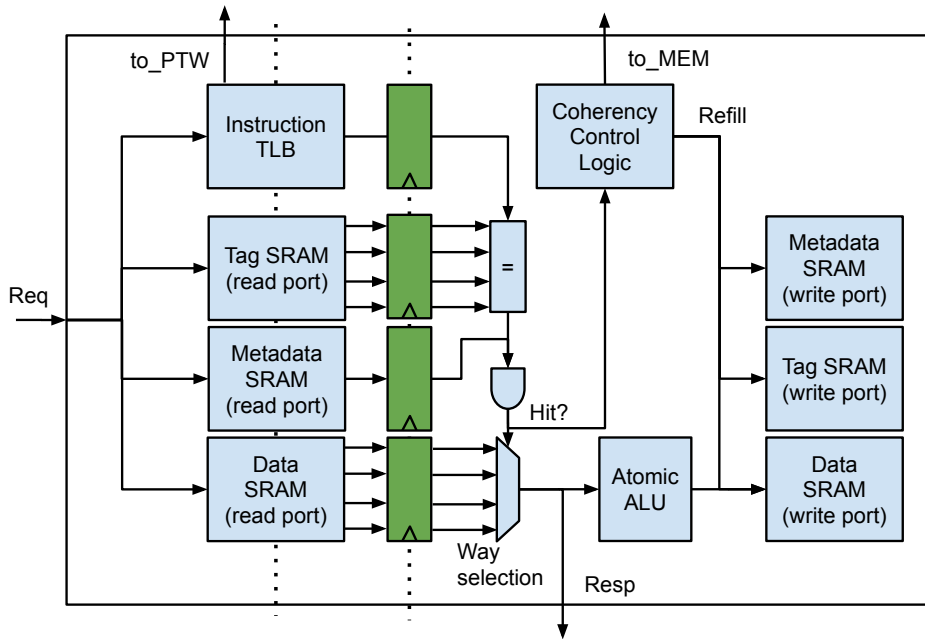 to_PTW
to_MEM
Instruction
TLB
Coherency
Control
Logic
Refill
Tag SRAM
(read port)
=
Metadata
SRAM
(write port)
Req
Metadata
SRAM
(read port)
Tag SRAM
(write port)
Hit?
Data
SRAM
(read port)
Atomic
ALU
Data
SRAM
(write port)
Way
selection
Resp